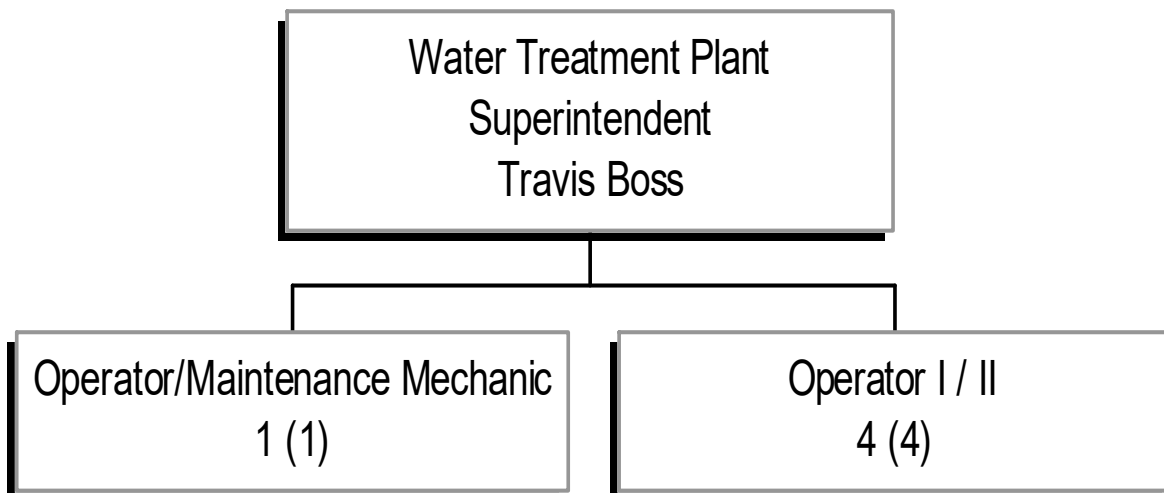 Water Treatment Plant
Superintendent
Travis Boss
Operator/Maintenance Mechanic
1 (1)
Operator I / II
4 (4)